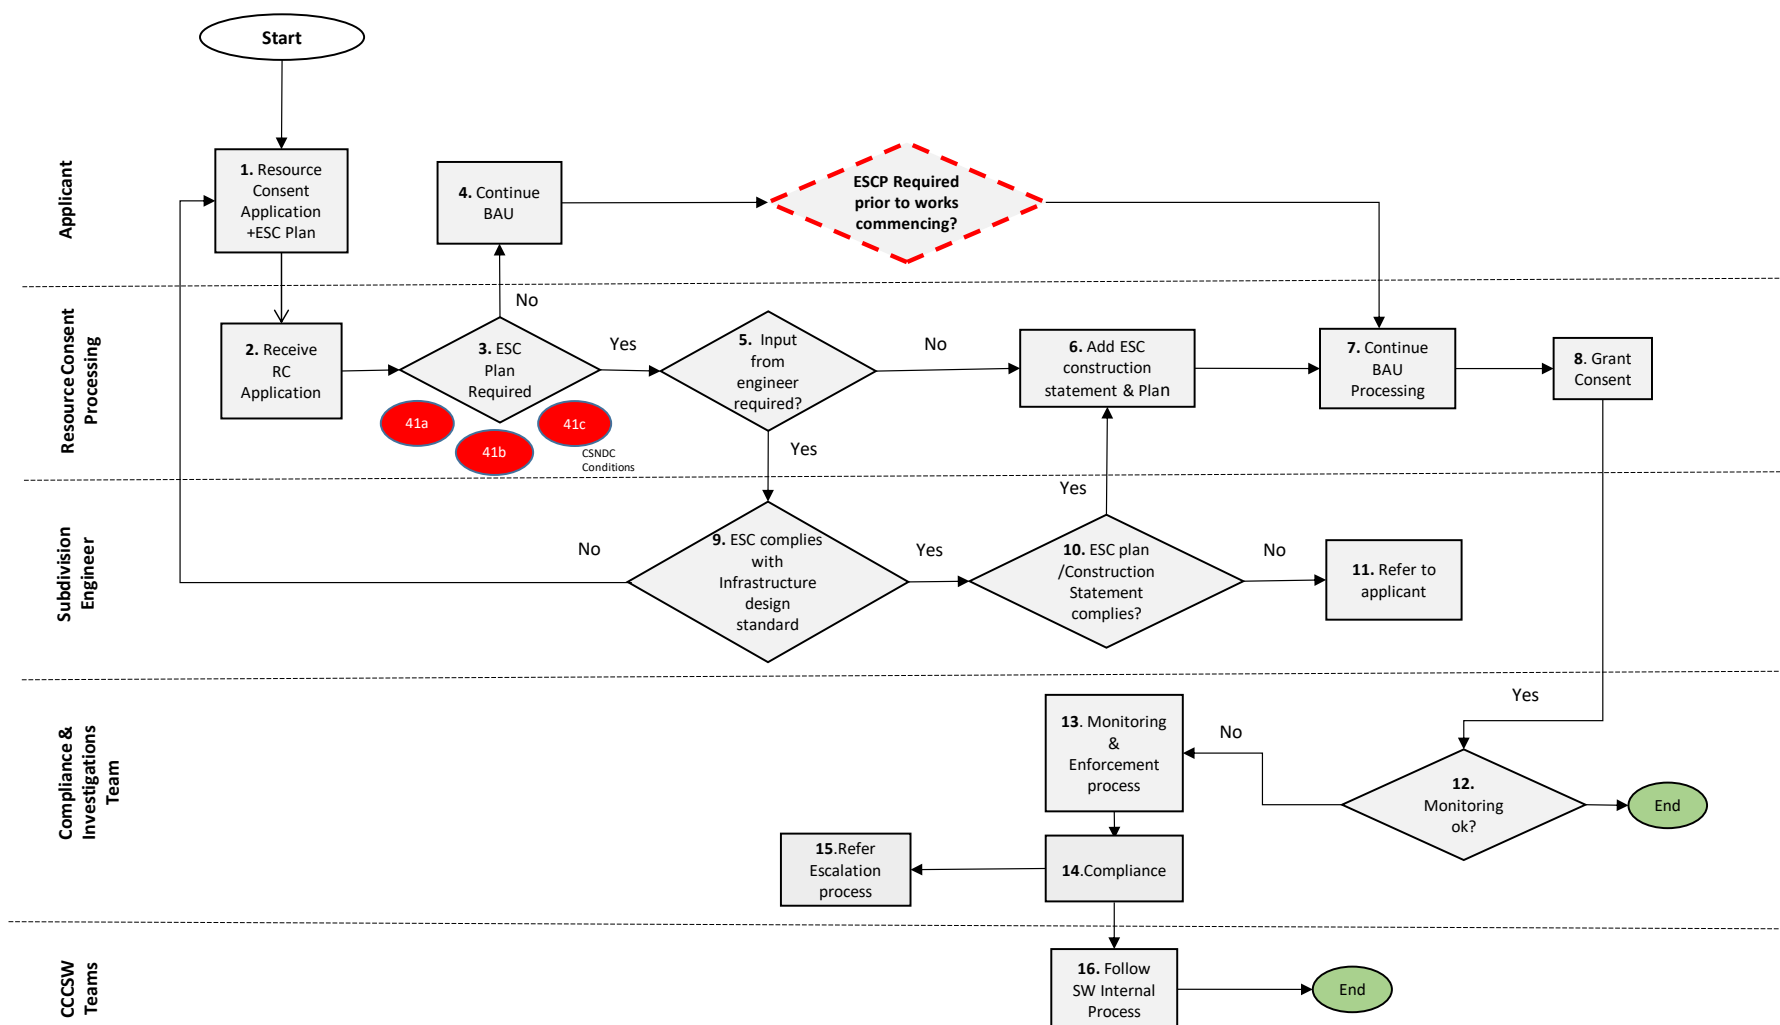 Start
Applicant
1. Resource
Consent
Application
+ESC Plan
4. Continue
BAU
ESCP Required
prior to works
commencing?
No
Resource Consent
Processing
2. Receive
RC
Application
3. ESC
Plan
Required
Yes
41a
41b
41c
CSNDC
Conditions
5. Input
from
engineer
required?
No
Yes
6. Add ESC
construction
statement & Plan
7. Continue
BAU
Processing
8. Grant
Consent
Subdivision
Engineer
No
9. ESC complies
with
Infrastructure
design
standard
Yes
Yes
10. ESC plan
/Construction
Statement
complies?
No
11. Refer to
applicant
Compliance &
Investigations
Team
Yes
13. Monitoring
&
Enforcement
process
No
12.
Monitoring
ok?
End
15.Refer
Escalation
process
14.Compliance
CCCSW
Teams
16. Follow
SW Internal
Process
End